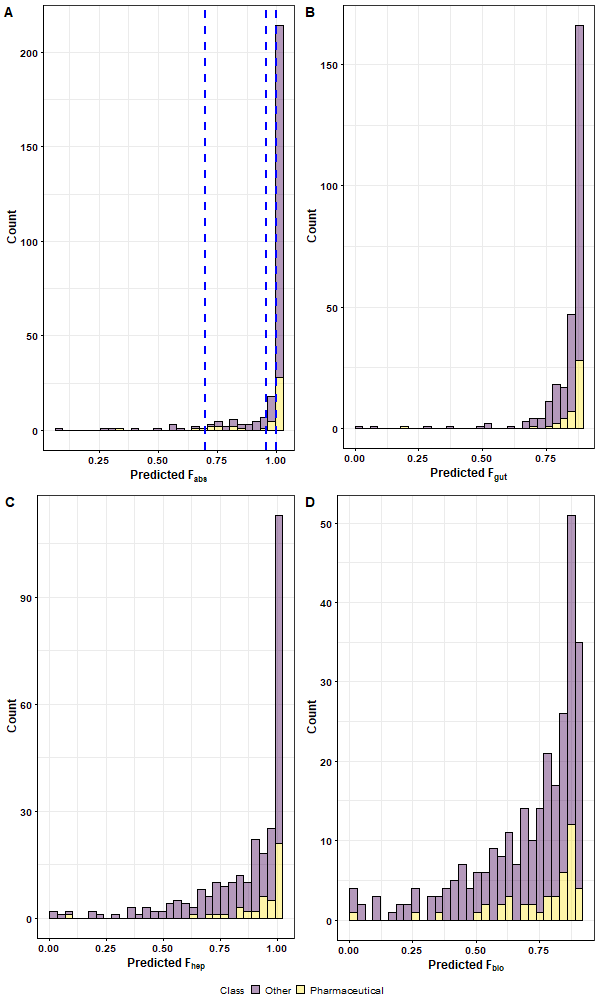 A
Count
200
150
100
50
0
0.25 0.50 0.75 1.00
Predicted Fabs
B
Count
150
100
50
0
0.00 0.25 0.50 0.75
Predicted Fgut
C
Count
90
60
30
0
0.00 0.25 0.50 0.75 1.00
Predicted Fhep
D
Count
50
40
30
20
10
0
0.00 0.25 0.50 0.75
Predicted Fbio
Class Other Pharmaceutical